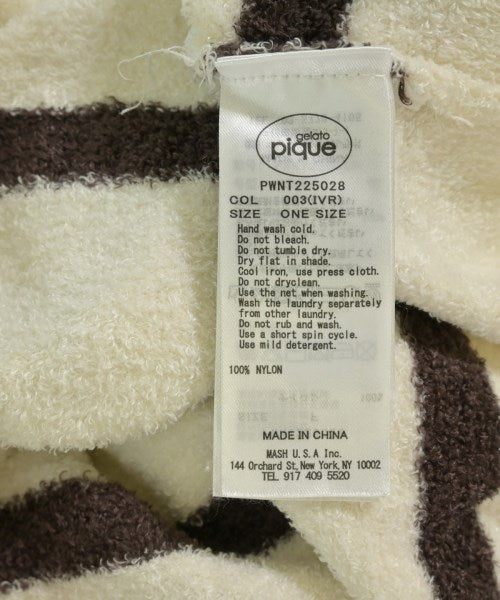 gelato
pique
PWNT225028
COL 003(IVR)
SIZE ONE SIZE
Hand wash cold.
Do not bleach.
Do not tumble dry.
Dry flat in shade.
Cool iron, use press cloth.
Do not dryclean.
Use the net when washing.
Wash the laundry separately
from other laundry.
Do not rub and wash.
Use a short spin cycle.
Use mild detergent.
100% NYLON
MADE IN CHINA
MASH U.S.A Inc.
144 Orchard St, New York, NY 10002
TEL 917 409 5520